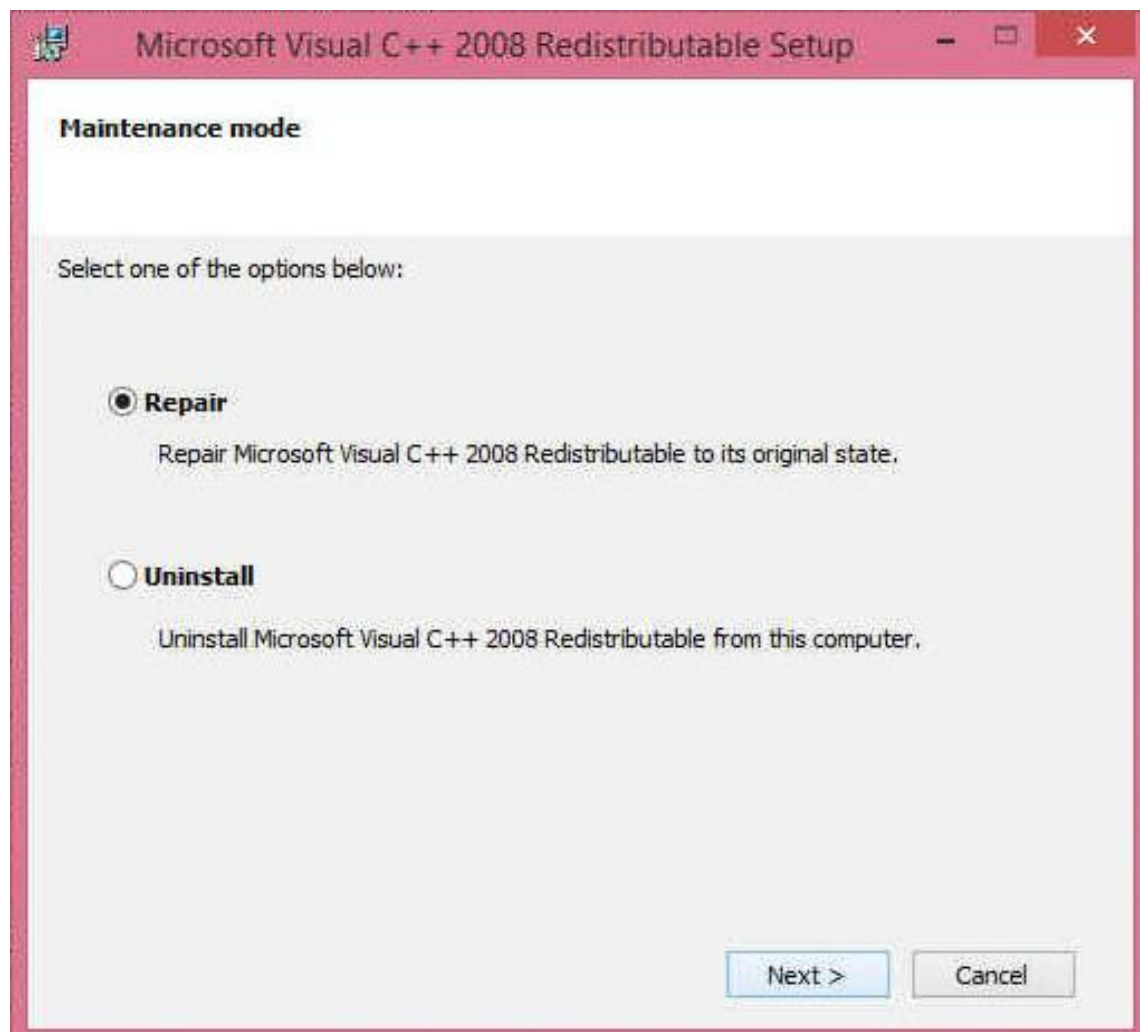 Microsoft Visual C++ 2008 Redistributable Setup
Maintenance mode
Select one of the options below:
Repair
Repair Microsoft Visual C++ 2008 Redistributable to its original state.
Uninstall
Uninstall Microsoft Visual C++ 2008 Redistributable from this computer.
Next > Cancel